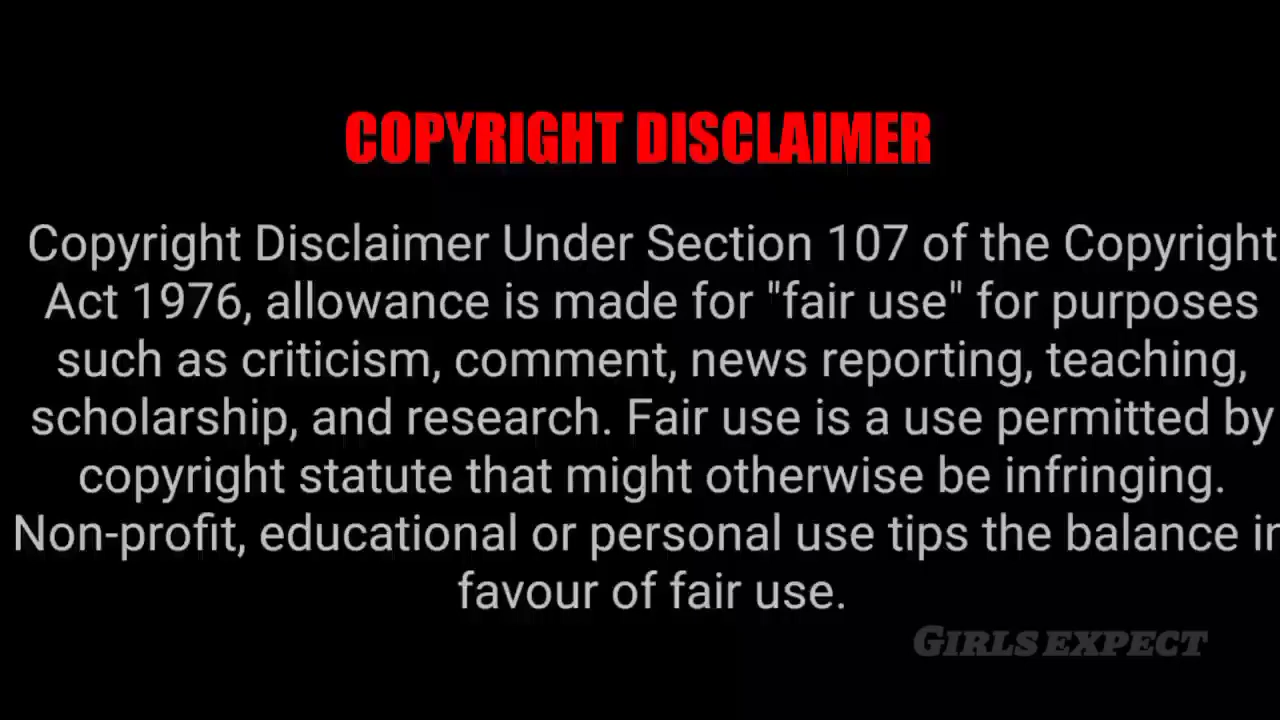 COPYRIGHT DISCLAIMER
Copyright Disclaimer Under Section 107 of the Copyright
Act 1976, allowance is made for "fair use" for purposes
such as criticism, comment, news reporting, teaching,
scholarship, and research. Fair use is a use permitted by
copyright statute that might otherwise be infringing.
Non-profit, educational or personal use tips the balance in
favour of fair use.
GIRLS EXPECT